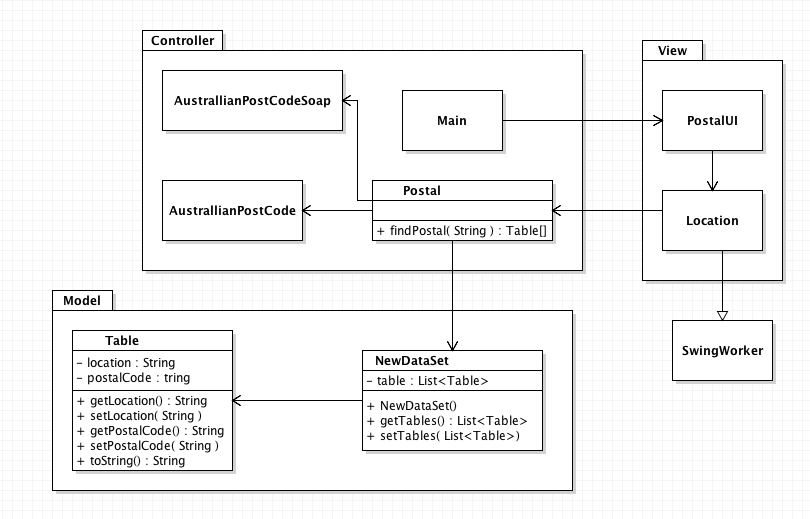 Controller
View
AustrallianPostCodeSoap
Main
PostalUI
AustrallianPostCode
Postal
+ findPostal( String ) : Table[]
Location
SwingWorker
Model
Table
- location : String
- postalCode : tring
+ getLocation() : String
+ setLocation( String )
+ getPostalCode() : String
+ setPostalCode( String )
+ toString() : String
NewDataSet
- table : List<Table>
+ NewDataSet()
+ getTables() : List<Table>
+ setTables( List<Table>)